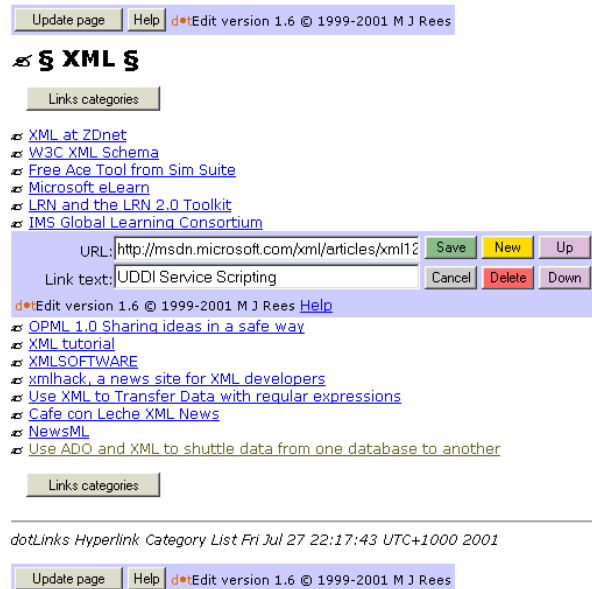 Update page Help dotEdit version 1.6 © 1999-2001 M J Rees
§ XML §
Links categories
XML at ZDnet
W3C XML Schema
Free Ace Tool from Sim Suite
Microsoft eLearn
LRN and the LRN 2.0 Toolkit
IMS Global Learning Consortium
URL: http://msdn.microsoft.com/xml/articles/xml12 Save New Up
Link text: UDDI Service Scripting Cancel Delete Down
dotEdit version 1.6 © 1999-2001 M J Rees Help
OPML 1.0 Sharing ideas in a safe way
XML tutorial
XMLSOFTWARE
xmlhack, a news site for XML developers
Use XML to Transfer Data with regular expressions
Cafe con Leche XML News
NewsML
Use ADO and XML to shuttle data from one database to another
Links categories
dotLinks Hyperlink Category List Fri Jul 27 22:17:43 UTC+1000 2001
Update page Help dotEdit version 1.6 © 1999-2001 M J Rees